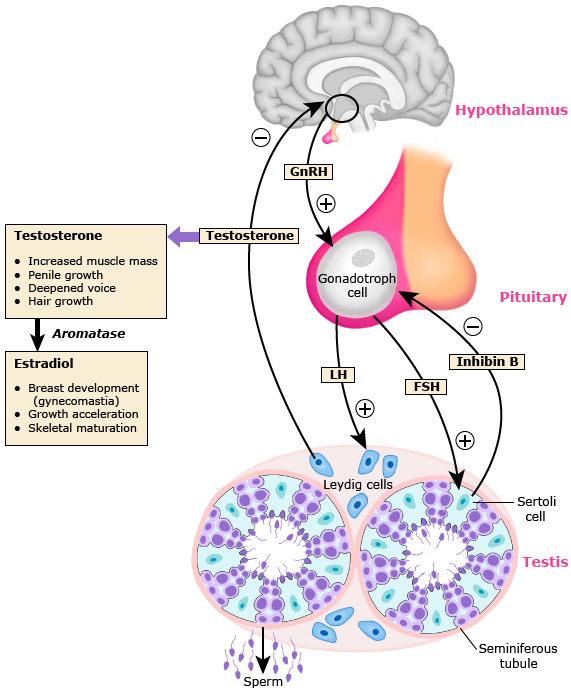 Hypothalamus
−
GnRH
+
Testosterone
Testosterone
• Increased muscle mass
• Penile growth
• Deepened voice
• Hair growth
Gonadotroph
cell
Pituitary
−
Aromatase
Inhibin B
Estradiol
• Breast development
(gynecomastia)
• Growth acceleration
• Skeletal maturation
LH
FSH
+
+
Leydig cells
Sertoli
cell
Testis
Seminiferous
tubule
Sperm